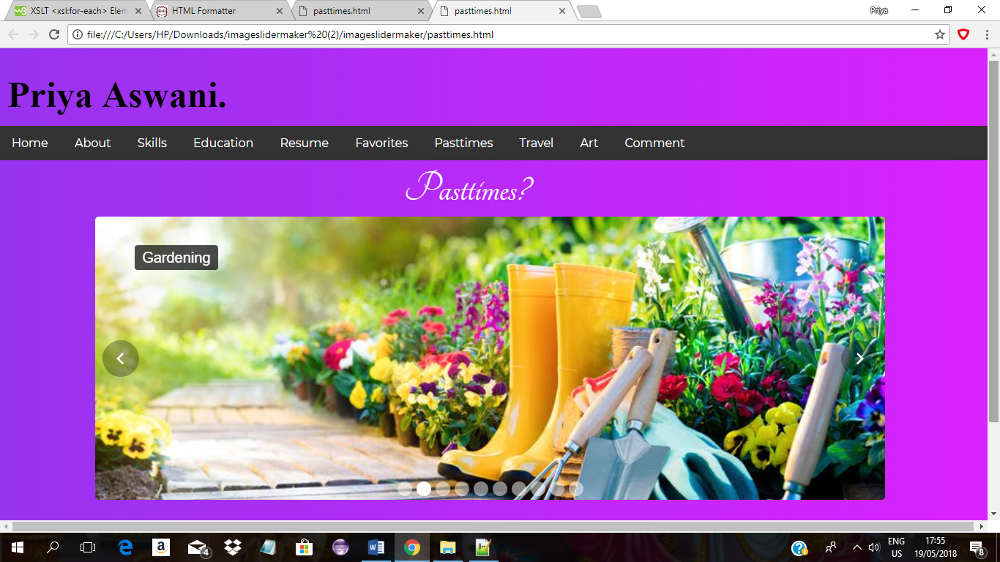 XSLT <xsl:for-each> Elem
HTML Formatter
pasttimes.html
pasttimes.html
Priya
file:///C:/Users/HP/Downloads/imageslidermaker%20(2)/imageslidermaker/pasttimes.html
Priya Aswani.
Home About Skills Education Resume Favorites Pasttimes Travel Art Comment
Pasttimes?
Gardening
4
ENG 17:55
US 19/05/2018 8